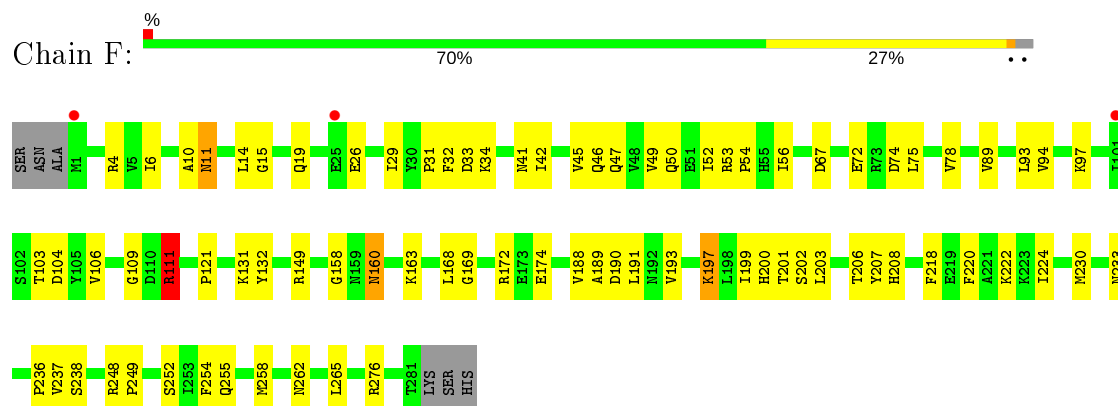 %
Chain F:
70% 27% • •
SER ASN ALA M1 R4 V5 I6 A10 N11 L14 G15 Q19 E25 E26 I29 Y30 P31 F32 D33 K34 N41 I42 V45 Q46 Q47 V48 V49 Q50 E51 I52 R53 P54 H55 I56 D67 E72 R73 D74 L75 V78 V89 L93 V94 K97 I101
S102 T103 D104 Y105 V106 G109 D110 R111 P121 K131 Y132 R149 G158 N159 N160 K163 L168 G169 R172 E173 E174 V188 A189 D190 L191 N192 V193 K197 L198 I199 H200 T201 S202 L203 T206 Y207 H208 F218 E219 F220 A221 K222 K223 I224 M230 N233
P236 V237 S238 R248 P249 S252 I253 F254 Q255 M258 N262 L265 R276 T281 LYS SER HIS